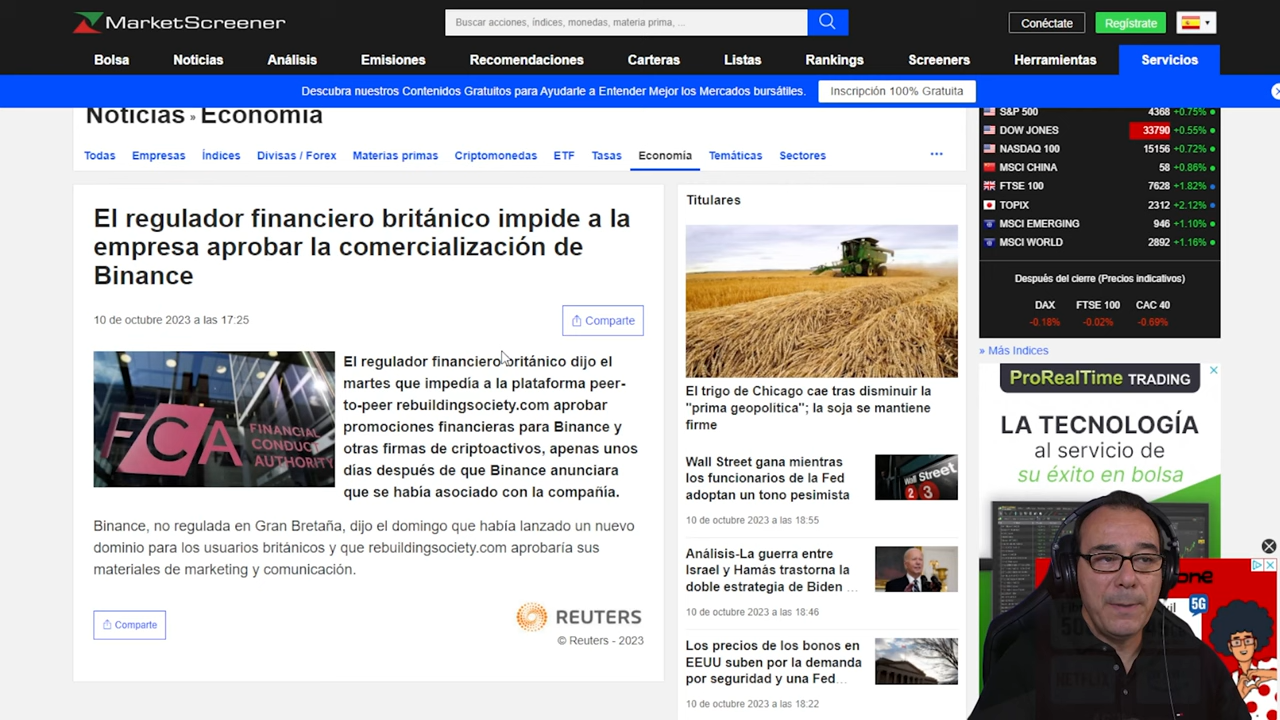 MarketScreener
Buscar acciones, índices, monedas, materia prima, ...
Conéctate
Regístrate
Bolsa
Noticias
Análisis
Emisiones
Recomendaciones
Carteras
Listas
Rankings
Screeners
Herramientas
Servicios
Descubra nuestros Contenidos Gratuitos para Ayudarle a Entender Mejor los Mercados bursátiles.
Inscripción 100% Gratuita
Noticias » Economía
Todas
Empresas
Índices
Divisas / Forex
Materias primas
Criptomonedas
ETF
Tasas
Economía
Temáticas
Sectores
...
El regulador financiero británico impide a la
empresa aprobar la comercialización de
Binance
10 de octubre 2023 a las 17:25
Comparte
FCA
FINANCIAL
CONDUCT
AUTHORITY
El regulador financiero británico dijo el
martes que impedía a la plataforma peer-
to-peer rebuildingsociety.com aprobar
promociones financieras para Binance y
otras firmas de criptoactivos, apenas unos
días después de que Binance anunciara
que se había asociado con la compañía.
Binance, no regulada en Gran Bretaña, dijo el domingo que había lanzado un nuevo
dominio para los usuarios británicos y que rebuildingsociety.com aprobaría sus
materiales de marketing y comunicación.
Comparte
REUTERS
© Reuters - 2023
Titulares
El trigo de Chicago cae tras disminuir la
"prima geopolítica"; la soja se mantiene
firme
Wall Street gana mientras
los funcionarios de la Fed
adoptan un tono pesimista
10 de octubre 2023 a las 18:55
Wall Street
Análisis-La guerra entre
Israel y Hamás trastorna la
doble estrategia de Biden ...
10 de octubre 2023 a las 18:46
Los precios de los bonos en
EEUU suben por la demanda
por seguridad y una Fed...
10 de octubre 2023 a las 18:22
S&P 500 4368 +0.75%
DOW JONES 33790 +0.55%
NASDAQ 100 15156 +0.72%
MSCI CHINA 58 +0.86%
FTSE 100 7628 +1.82%
TOPIX 2312 +2.12%
MSCI EMERGING 946 +1.10%
MSCI WORLD 2892 +1.16%
Después del cierre (Precios indicativos)
DAX FTSE 100 CAC 40
-0.18% -0.02% -0.69%
» Más Indices
ProRealTime TRADING
LA TECNOLOGÍA
al servicio de
su éxito en bolsa
5G